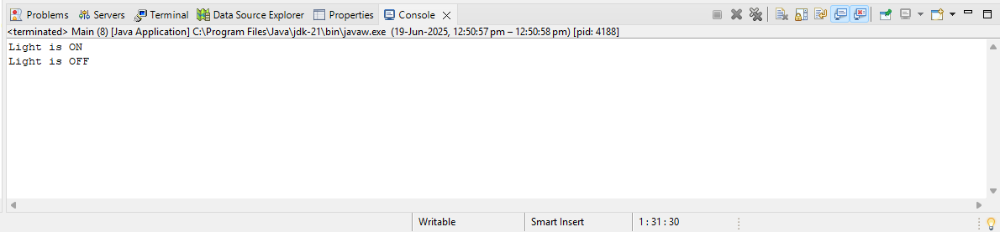 Problems Servers Terminal Data Source Explorer Properties Console
<terminated> Main (8) [Java Application] C:\Program Files\Java\jdk-21\bin\javaw.exe (19-Jun-2025, 12:50:57 pm – 12:50:58 pm) [pid: 4188]
Light is ON
Light is OFF
Writable Smart Insert 1 : 31 : 30